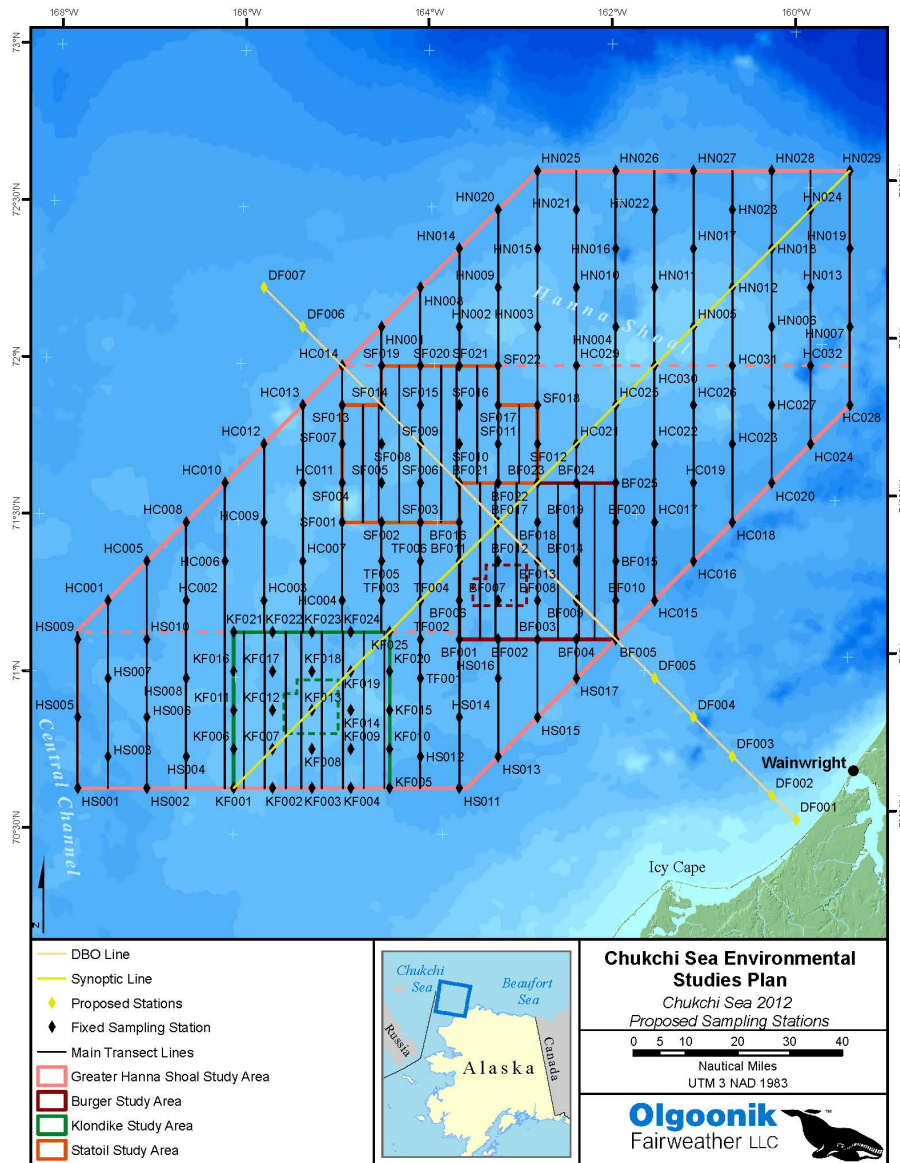 168°W 166°W 164°W 162°W 160°W
73°N
HN025 HN026 HN027 HN028 HN029
72°30'N
HN020 HN021 HN022 HN023 HN024
HN014 HN015 HN016 HN017 HN018 HN019
DF007
HN008 HN009 HN010 HN011 HN012 HN013
Hanna Shoal
DF006
HN001 HN002 HN003 HN004 HN005 HN006 HN007
72°N
HC014 SF019 SF020 SF021 SF022 HC029 HC030 HC031 HC032
HC013 SF013 SF014 SF015 SF016 SF017 SF018 HC025 HC026 HC027 HC028
HC012 SF007 SF008 SF009 SF010 SF011 SF012 HC021 HC022 HC023 HC024
HC010 HC011 SF004 SF005 SF006 BF021 BF022 BF023 BF024 BF025 HC019 HC020
71°30'N
HC008 HC009 SF001 SF002 SF003 BF016 BF017 BF018 BF019 BF020 HC017 HC018
HC005 HC006 HC007 TF005 TF006 BF011 BF012 BF013 BF014 BF015 HC016
HC001 HC002 HC003 HC004 TF003 TF004 BF006 BF007 BF008 BF009 BF010 HC015
HS009 HS010 KF021 KF022 KF023 KF024 KF025 TF002 BF001 BF002 BF003 BF004 BF005
71°N
HS007 HS008 KF016 KF017 KF018 KF019 KF020 TF001 HS016 HS017 DF005
HS005 HS006 KF011 KF012 KF013 KF014 KF015 HS014 HS015 DF004
HS003 HS004 KF006 KF007 KF008 KF009 KF010 HS012 HS013 DF003
Central Channel
Wainwright
DF002
HS001 HS002 KF001 KF002 KF003 KF004 KF005 HS011 DF001
70°30'N
Icy Cape
N
DBO Line
Synoptic Line
Proposed Stations
Fixed Sampling Station
Main Transect Lines
Greater Hanna Shoal Study Area
Burger Study Area
Klondike Study Area
Statoil Study Area
Chukchi
Sea
Beaufort
Sea
Russia
Alaska
Canada
Chukchi Sea Environmental
Studies Plan
Chukchi Sea 2012
Proposed Sampling Stations
0 5 10 20 30 40
Nautical Miles
UTM 3 NAD 1983
Olgoonik
Fairweather LLC